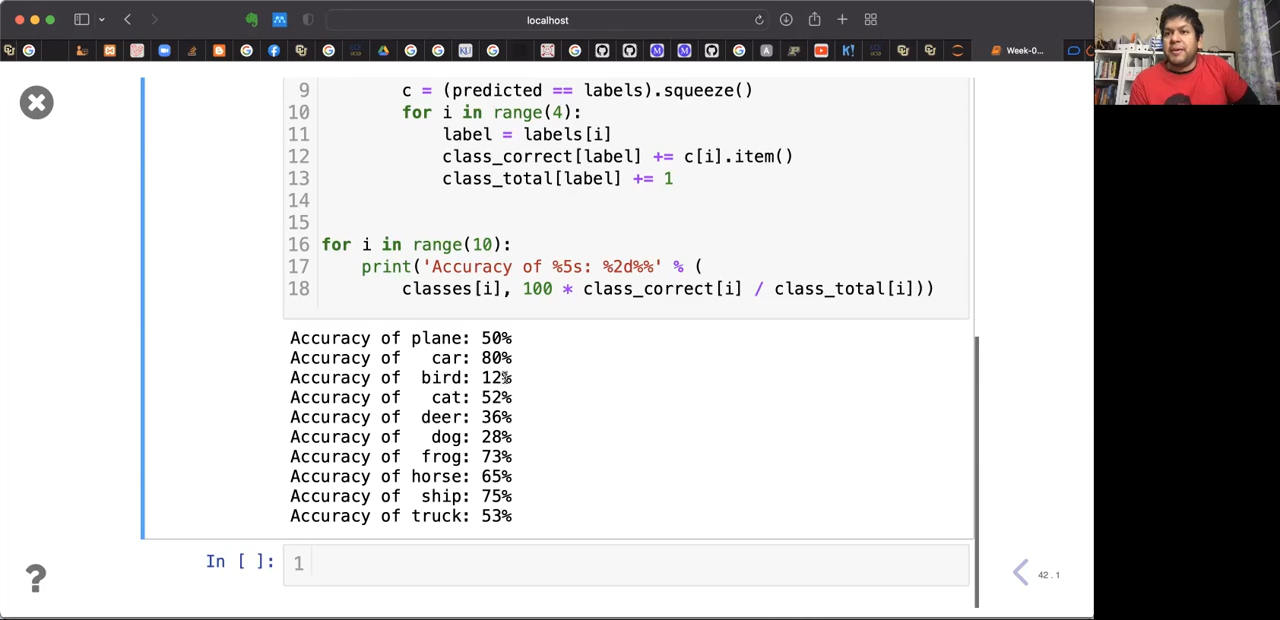 localhost
Week-0...
9 c = (predicted == labels).squeeze()
10 for i in range(4):
11 label = labels[i]
12 class_correct[label] += c[i].item()
13 class_total[label] += 1
14
15
16 for i in range(10):
17 print('Accuracy of %5s: %2d%%' % (
18 classes[i], 100 * class_correct[i] / class_total[i]))
Accuracy of plane: 50%
Accuracy of   car: 80%
Accuracy of  bird: 12%
Accuracy of   cat: 52%
Accuracy of  deer: 36%
Accuracy of   dog: 28%
Accuracy of  frog: 73%
Accuracy of horse: 65%
Accuracy of  ship: 75%
Accuracy of truck: 53%
In [ ]: 1
?
42.1